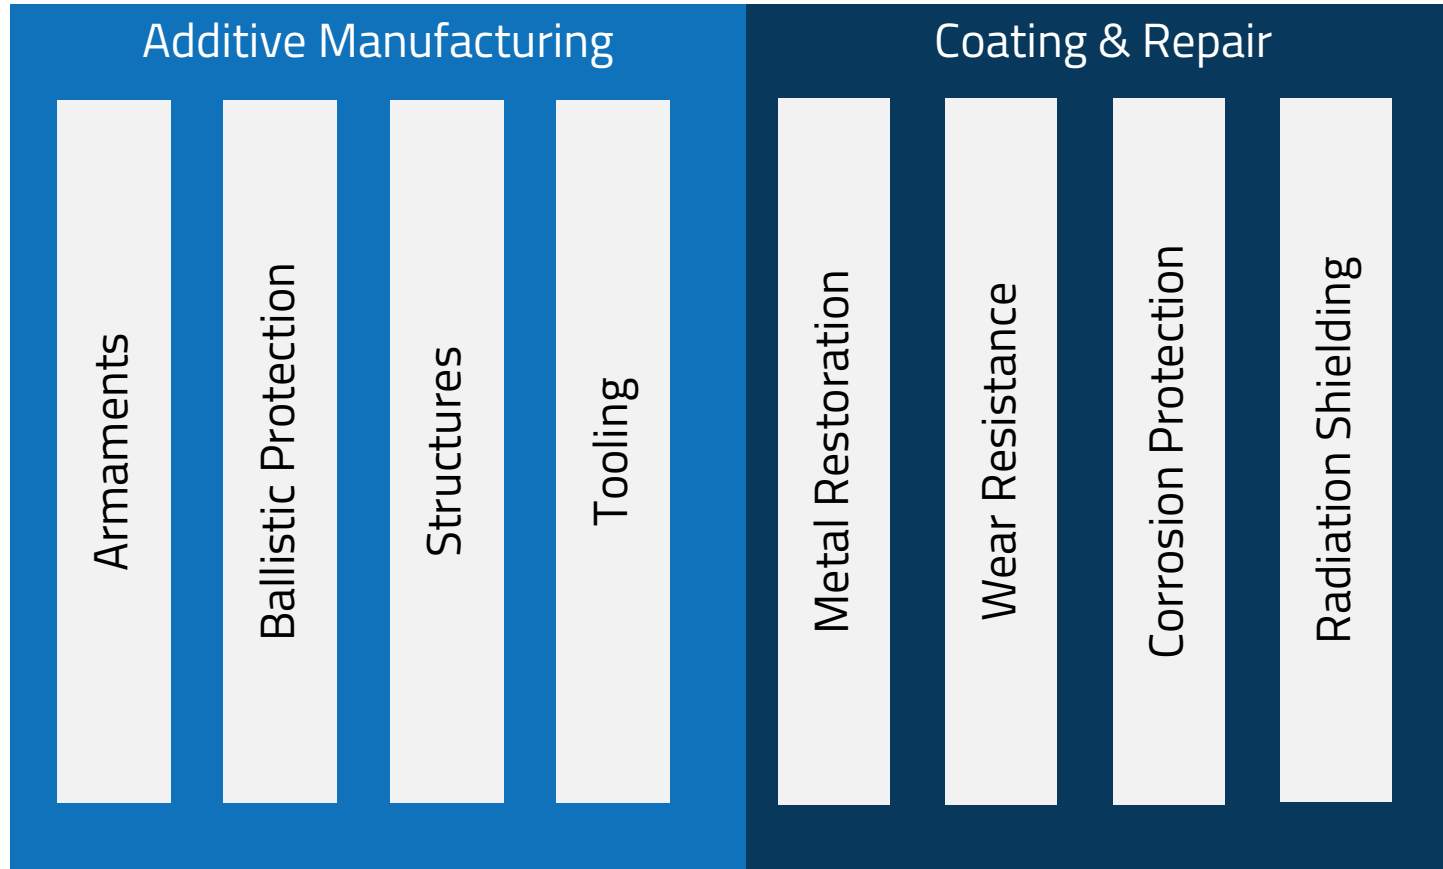 Additive Manufacturing
Armaments
Ballistic Protection
Structures
Tooling
Coating & Repair
Metal Restoration
Wear Resistance
Corrosion Protection
Radiation Shielding